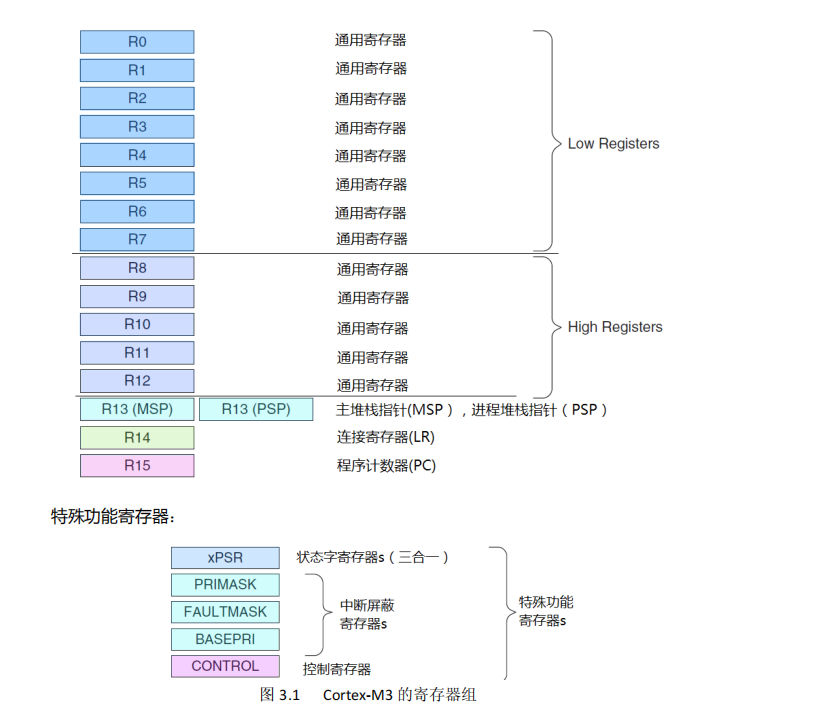 R0 通用寄存器
R1 通用寄存器
R2 通用寄存器
R3 通用寄存器
R4 通用寄存器 Low Registers
R5 通用寄存器
R6 通用寄存器
R7 通用寄存器
R8 通用寄存器
R9 通用寄存器
R10 通用寄存器 High Registers
R11 通用寄存器
R12 通用寄存器
R13 (MSP) R13 (PSP) 主堆栈指针(MSP），进程堆栈指针（PSP）
R14 连接寄存器(LR)
R15 程序计数器(PC)
特殊功能寄存器：
xPSR 状态字寄存器s（三合一）
PRIMASK
FAULTMASK 中断屏蔽 特殊功能
寄存器s 寄存器s
BASEPRI
CONTROL 控制寄存器
图 3.1 Cortex-M3 的寄存器组